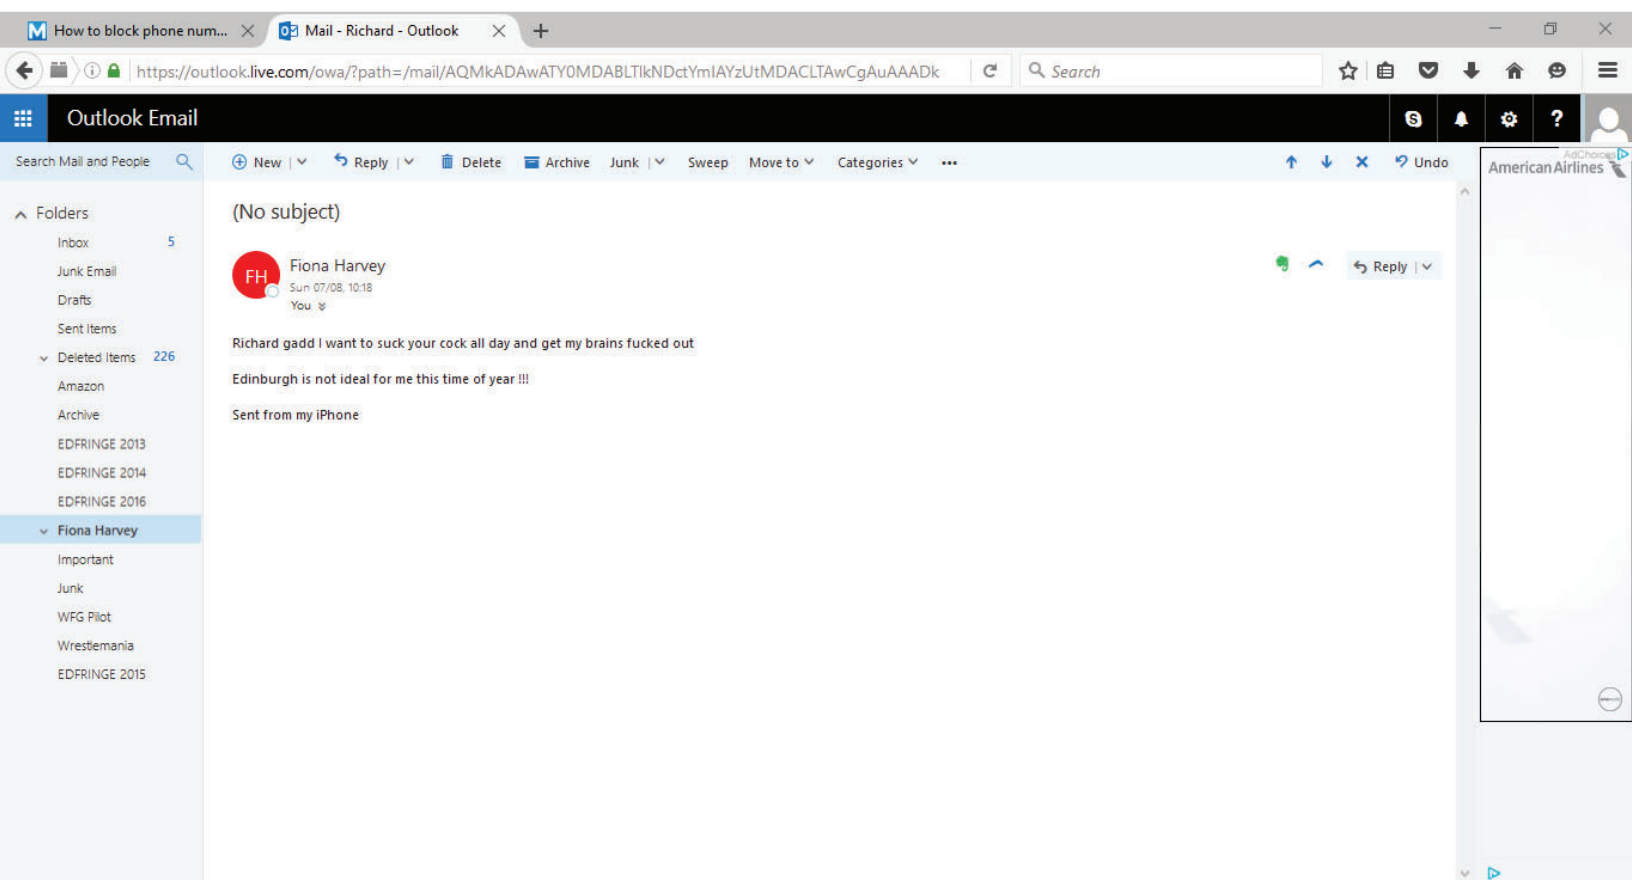 How to block phone num...
Mail - Richard - Outlook
https://outlook.live.com/owa/?path=/mail/AQMkADAwATY0MDABLTlkNDctYmIAYzUtMDACLTAwCgAuAAADk
Search
Outlook Email
?
Search Mail and People
New
Reply
Delete
Archive
Junk
Sweep
Move to
Categories
Undo
Folders
Inbox 5
Junk Email
Drafts
Sent Items
Deleted Items 226
Amazon
Archive
EDFRINGE 2013
EDFRINGE 2014
EDFRINGE 2016
Fiona Harvey
Important
Junk
WFG Pilot
Wrestlemania
EDFRINGE 2015
(No subject)
FH
Fiona Harvey
Sun 07/08, 10:18
You
Reply
Richard gadd I want to suck your cock all day and get my brains fucked out
Edinburgh is not ideal for me this time of year !!!
Sent from my iPhone
AdChoices
American Airlines